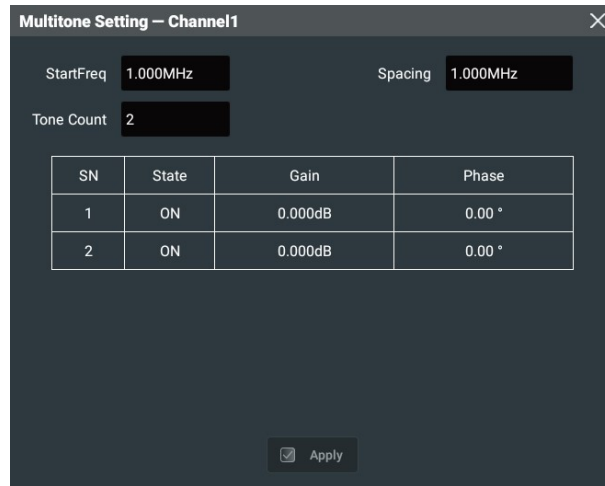 Multitone Setting — Channel1
StartFreq 1.000MHz Spacing 1.000MHz
Tone Count 2
SN State Gain Phase
1 ON 0.000dB 0.00 °
2 ON 0.000dB 0.00 °
Apply